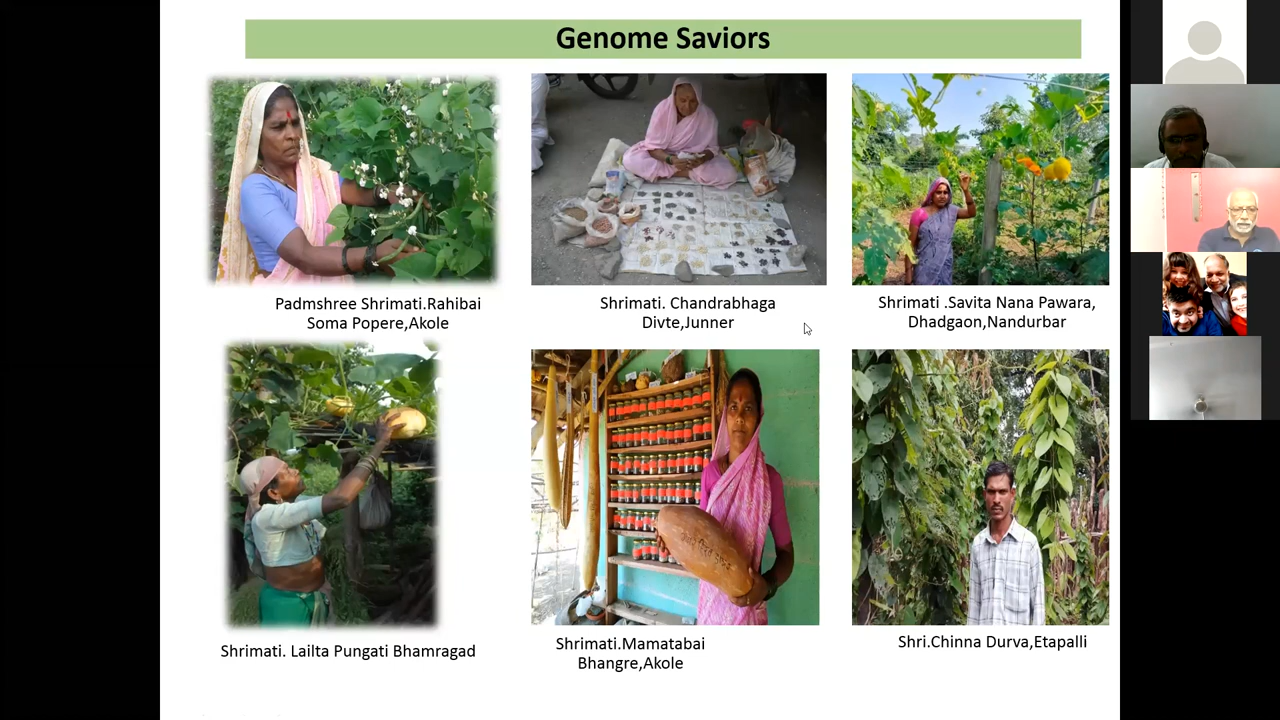 Genome Saviors
Padmshree Shrimati.Rahibai
Soma Popere,Akole
Shrimati. Chandrabhaga
Divte,Junner
Shrimati .Savita Nana Pawara,
Dhadgaon,Nandurbar
Shrimati. Lailta Pungati Bhamragad
Shrimati.Mamatabai
Bhangre,Akole
Shri.Chinna Durva,Etapalli